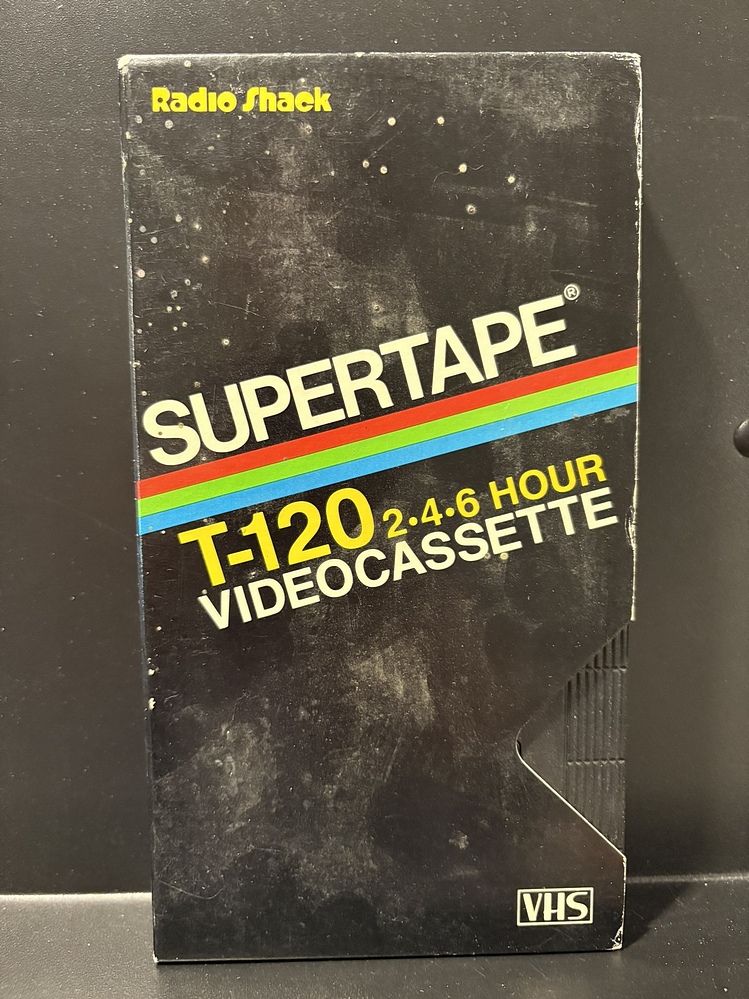 Radio Shack
SUPERTAPE®
T-120 2•4•6 HOUR
VIDEOCASSETTE
VHS